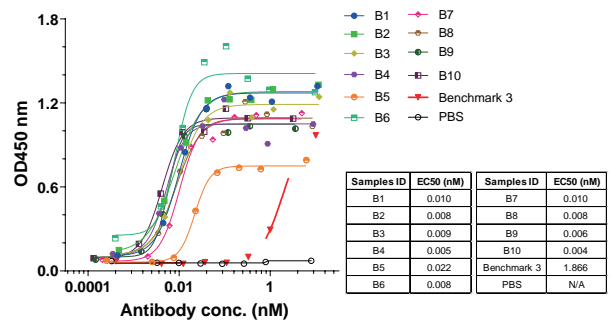 1.8
1.2
0.6
0.0
OD450 nm
0.0001 0.01 1.0
Antibody conc. (nM)
B1
B2
B3
B4
B5
B6
B7
B8
B9
B10
Benchmark 3
PBS
Samples ID EC50 (nM) Samples ID EC50 (nM)
B1 0.010 B7 0.010
B2 0.008 B8 0.008
B3 0.009 B9 0.006
B4 0.005 B10 0.004
B5 0.022 Benchmark 3 1.866
B6 0.008 PBS N/A